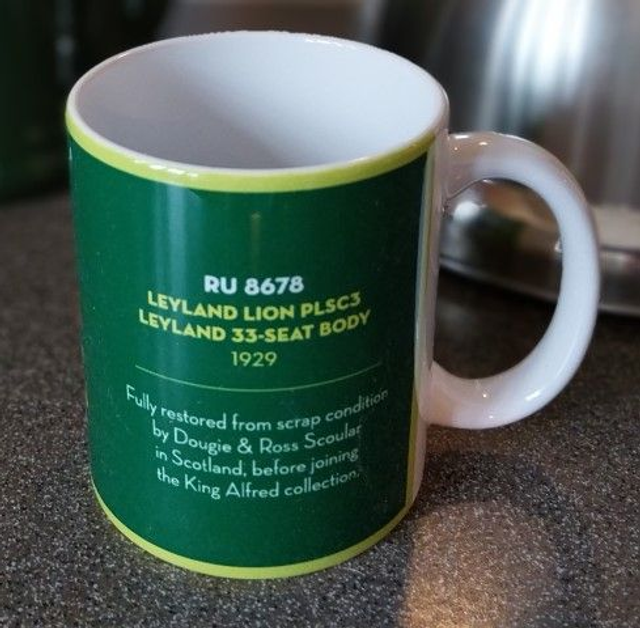 RU 8678
LEYLAND LION PLSC3
LEYLAND 33-SEAT BODY
1929
Fully restored from scrap condition
by Dougie & Ross Scoular
in Scotland, before joining
the King Alfred collection.